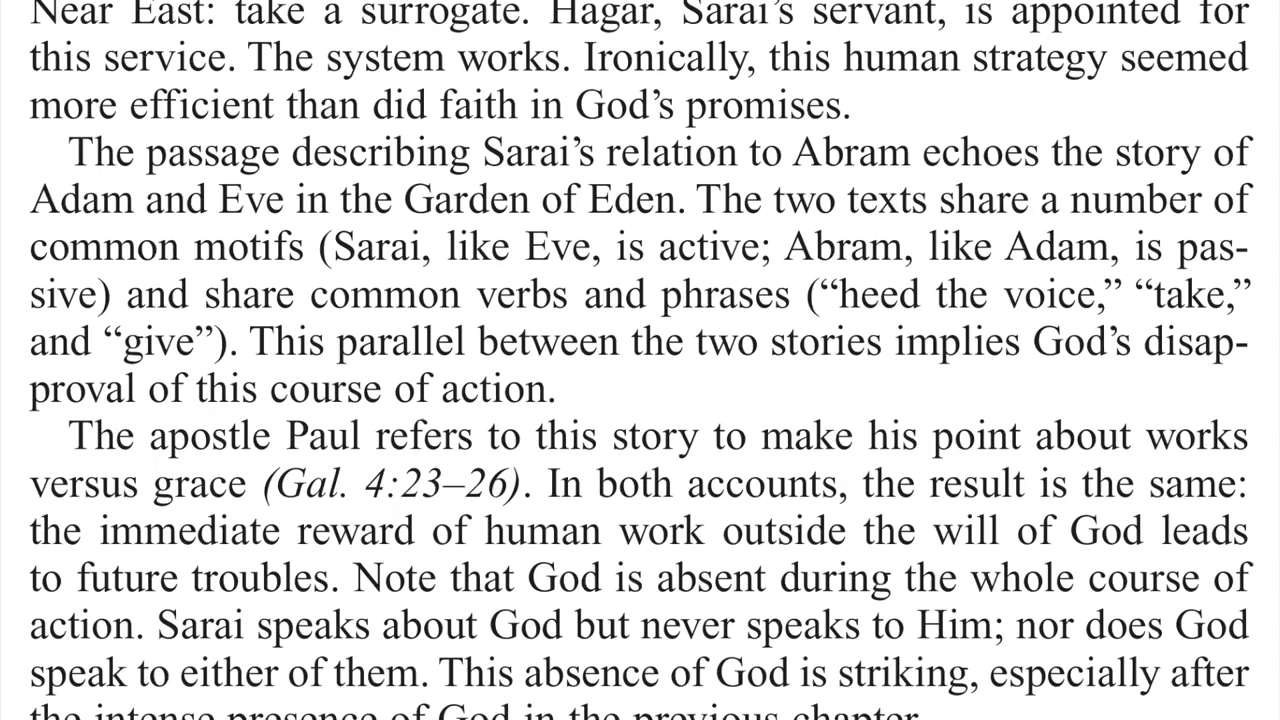 Near East: take a surrogate. Hagar, Sarai’s servant, is appointed for
this service. The system works. Ironically, this human strategy seemed
more efficient than did faith in God’s promises.
The passage describing Sarai’s relation to Abram echoes the story of
Adam and Eve in the Garden of Eden. The two texts share a number of
common motifs (Sarai, like Eve, is active; Abram, like Adam, is pas-
sive) and share common verbs and phrases (“heed the voice,” “take,”
and “give”). This parallel between the two stories implies God’s disap-
proval of this course of action.
The apostle Paul refers to this story to make his point about works
versus grace (Gal. 4:23–26). In both accounts, the result is the same:
the immediate reward of human work outside the will of God leads
to future troubles. Note that God is absent during the whole course of
action. Sarai speaks about God but never speaks to Him; nor does God
speak to either of them. This absence of God is striking, especially after
the intense presence of God in the previous chapter.